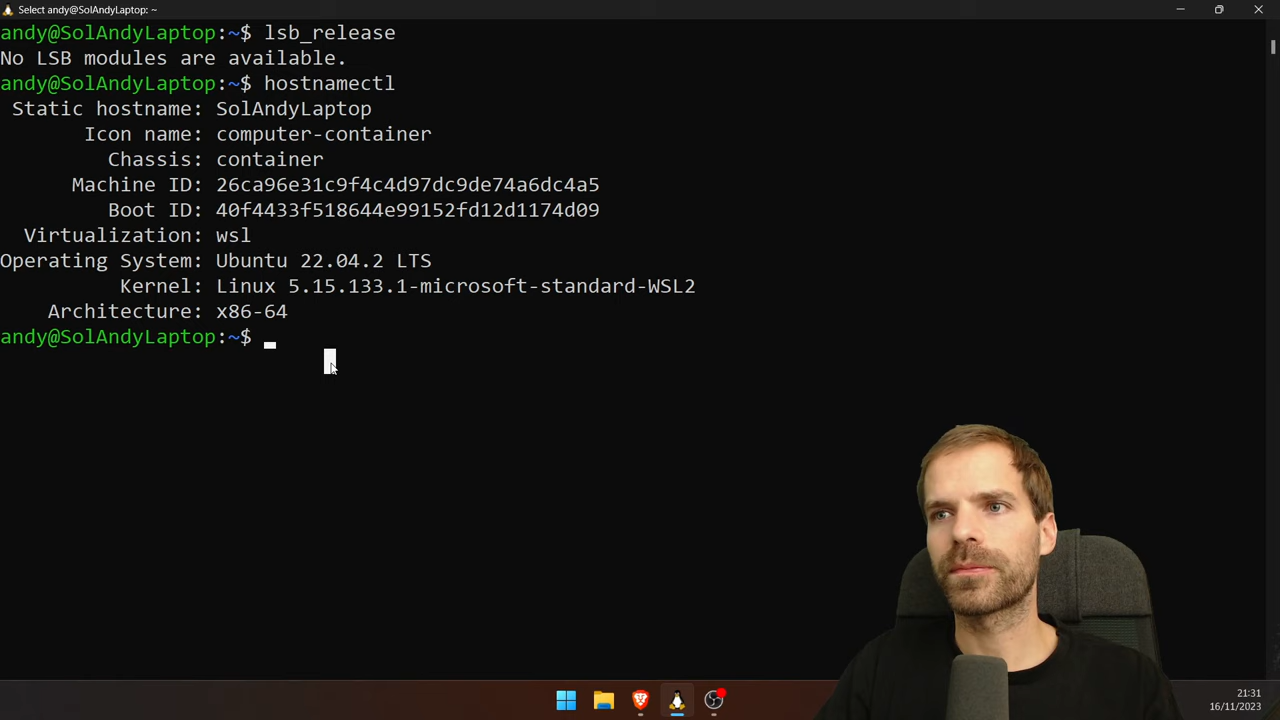 Select andy@SolAndyLaptop: ~
andy@SolAndyLaptop:~$ lsb_release
No LSB modules are available.
andy@SolAndyLaptop:~$ hostnamectl
Static hostname: SolAndyLaptop
Icon name: computer-container
Chassis: container
Machine ID: 26ca96e31c9f4c4d97dc9de74a6dc4a5
Boot ID: 40f4433f518644e99152fd12d1174d09
Virtualization: wsl
Operating System: Ubuntu 22.04.2 LTS
Kernel: Linux 5.15.133.1-microsoft-standard-WSL2
Architecture: x86-64
andy@SolAndyLaptop:~$
21:31
16/11/2023